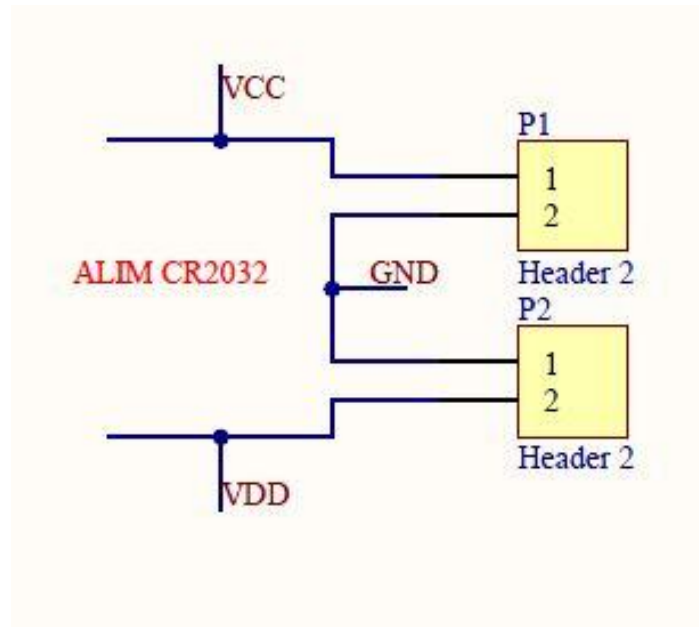 VCC
P1
1
2
ALIM CR2032
GND
Header 2
P2
1
2
Header 2
VDD